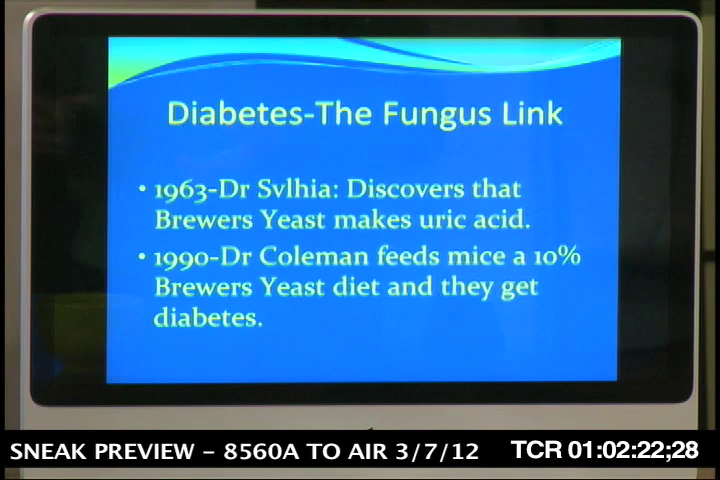 Diabetes-The Fungus Link
• 1963-Dr Svlhia: Discovers that
Brewers Yeast makes uric acid.
• 1990-Dr Coleman feeds mice a 10%
Brewers Yeast diet and they get
diabetes.
SNEAK PREVIEW – 8560A TO AIR 3/7/12 TCR 01:02:22;28